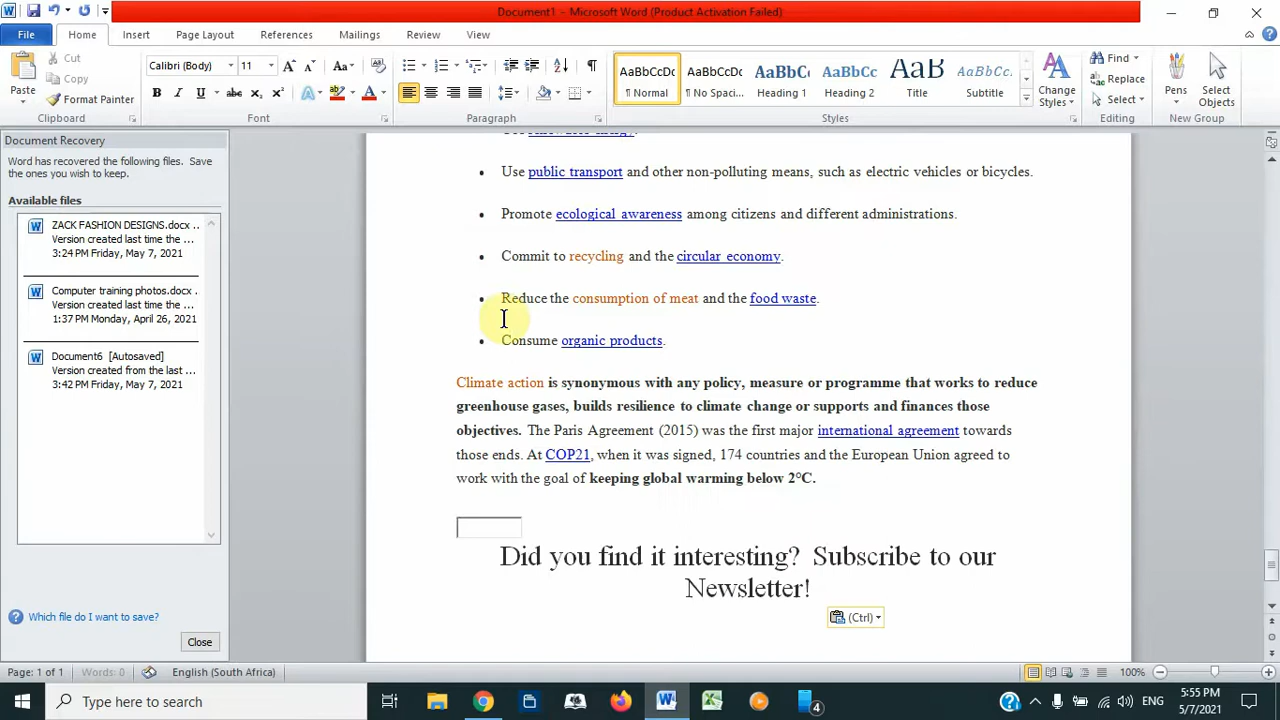 Document1 - Microsoft Word (Product Activation Failed)
File Home Insert Page Layout References Mailings Review View
Paste
Cut
Copy
Format Painter
Clipboard
Calibri (Body) 11
Font
Paragraph
AaBbCcDc
¶ Normal
AaBbCcDc
¶ No Spaci...
AaBbCc
Heading 1
AaBbCc
Heading 2
AaB
Title
AaBbCcDc
Subtitle
Change Styles
Styles
Find
Replace
Select
Editing
Pens
Select Objects
New Group
Document Recovery
Word has recovered the following files. Save
the ones you wish to keep.
Available files
ZACK FASHION DESIGNS.docx ...
Version created last time the ...
3:24 PM Friday, May 7, 2021
Computer training photos.docx ...
Version created last time the ...
1:37 PM Monday, April 26, 2021
Document6 [Autosaved]
Version created from the last ...
3:42 PM Friday, May 7, 2021
Which file do I want to save?
Close
• Use renewable energy.
• Use public transport and other non-polluting means, such as electric vehicles or bicycles.
• Promote ecological awareness among citizens and different administrations.
• Commit to recycling and the circular economy.
• Reduce the consumption of meat and the food waste.
• Consume organic products.
Climate action is synonymous with any policy, measure or programme that works to reduce
greenhouse gases, builds resilience to climate change or supports and finances those
objectives. The Paris Agreement (2015) was the first major international agreement towards
those ends. At COP21, when it was signed, 174 countries and the European Union agreed to
work with the goal of keeping global warming below 2°C.
Did you find it interesting? Subscribe to our
Newsletter!
(Ctrl)
Page: 1 of 1 Words: 0 English (South Africa) 100%
Type here to search
4
ENG
5:55 PM
5/7/2021